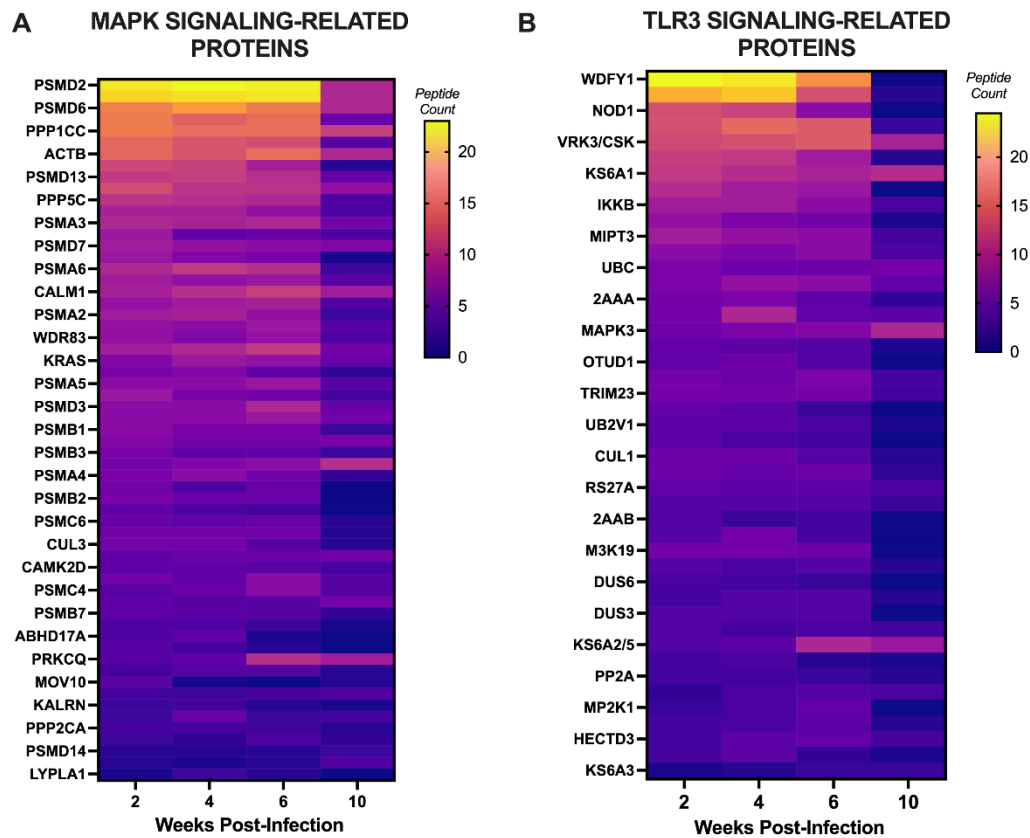 A
MAPK SIGNALING-RELATED
PROTEINS
PSMD2
PSMD6
PPP1CC
ACTB
PSMD13
PPP5C
PSMA3
PSMD7
PSMA6
CALM1
PSMA2
WDR83
KRAS
PSMA5
PSMD3
PSMB1
PSMB3
PSMA4
PSMB2
PSMC6
CUL3
CAMK2D
PSMC4
PSMB7
ABHD17A
PRKCQ
MOV10
KALRN
PPP2CA
PSMD14
LYPLA1
2 4 6 10
Weeks Post-Infection
Peptide
Count
20
15
10
5
0
B
TLR3 SIGNALING-RELATED
PROTEINS
WDFY1
NOD1
VRK3/CSK
KS6A1
IKKB
MIPT3
UBC
2AAA
MAPK3
OTUD1
TRIM23
UB2V1
CUL1
RS27A
2AAB
M3K19
DUS6
DUS3
KS6A2/5
PP2A
MP2K1
HECTD3
KS6A3
2 4 6 10
Weeks Post-Infection
Peptide
Count
20
15
10
5
0